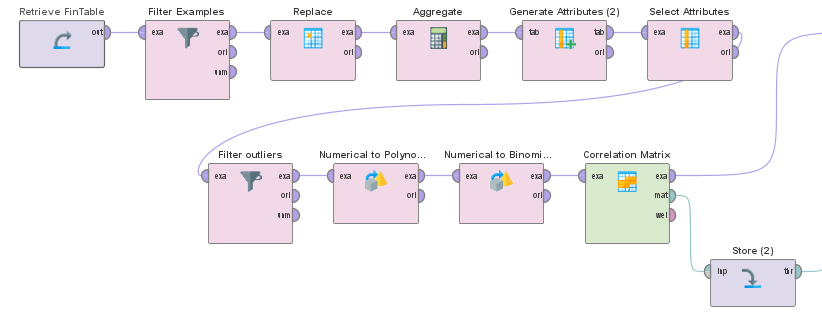 Retrieve FinTable
Filter Examples
Replace
Aggregate
Generate Attributes (2)
Select Attributes
out
exa
exa
ori
unm
exa
exa
ori
exa
exa
ori
tab
tab
ori
exa
exa
ori
Filter outliers
Numerical to Polyno...
Numerical to Binomi...
Correlation Matrix
exa
exa
ori
unm
exa
exa
ori
exa
exa
ori
exa
exa
mat
wei
Store (2)
inp
thr